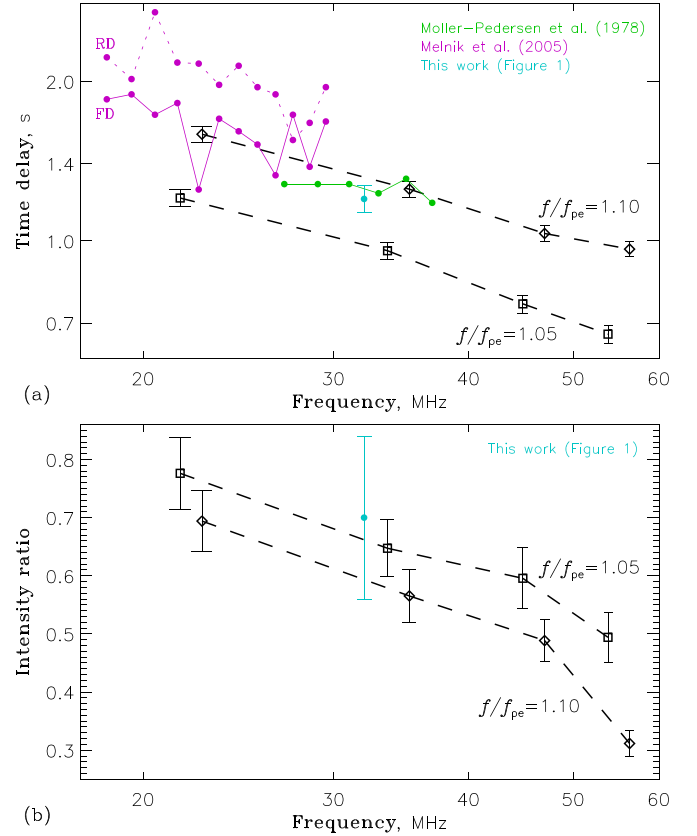 Moller-Pedersen et al. (1978)
Melnik et al. (2005)
This work (Figure 1)
RD
FD
2.0
1.4
1.0
0.7
Time delay, s
f/fpe=1.10
f/fpe=1.05
20
30
40
50
60
(a)
Frequency, MHz
This work (Figure 1)
0.8
0.7
0.6
0.5
0.4
0.3
Intensity ratio
f/fpe=1.05
f/fpe=1.10
20
30
40
50
60
(b)
Frequency, MHz